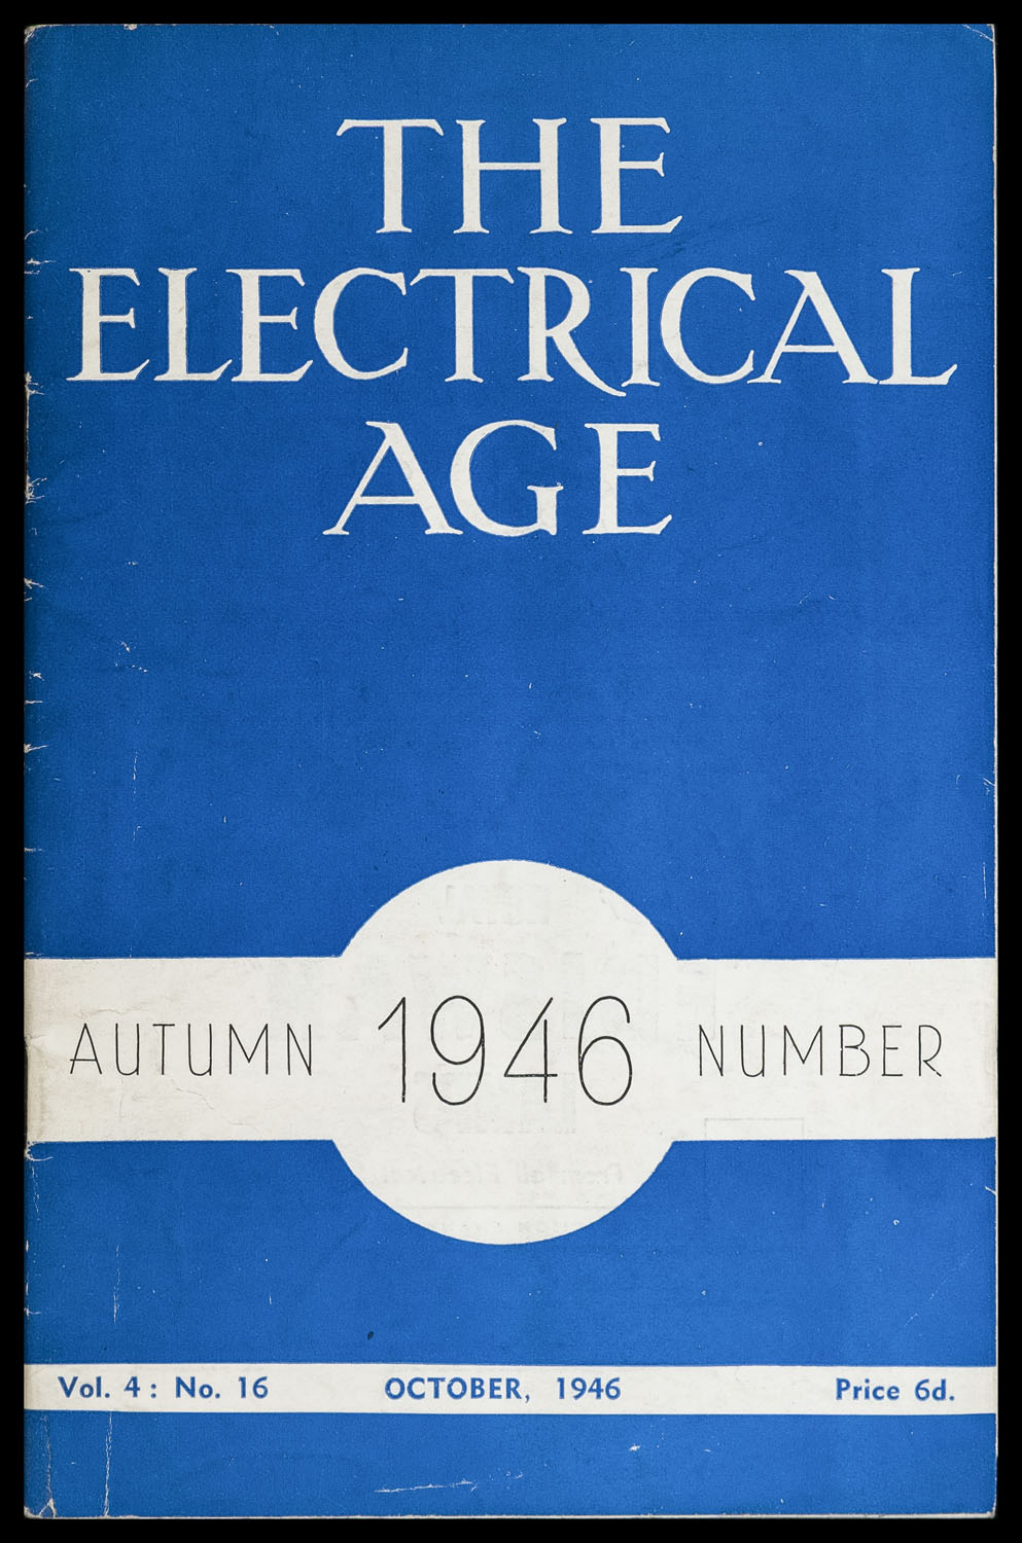 THE
ELECTRICAL
AGE
AUTUMN 1946 NUMBER
Vol. 4 : No. 16 OCTOBER, 1946 Price 6d.